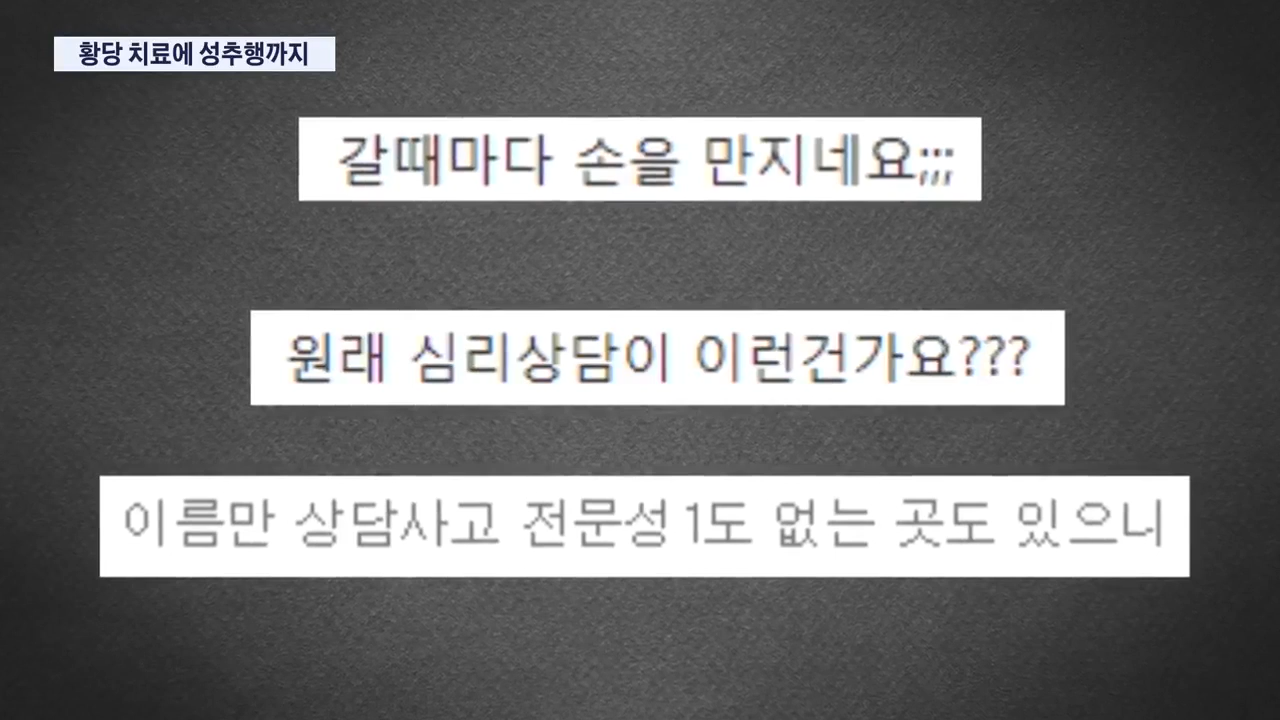 황당 치료에 성추행까지
갈때마다 손을 만지네요;;;
원래 심리상담이 이런건가요???
이름만 상담사고 전문성 1도 없는 곳도 있으니